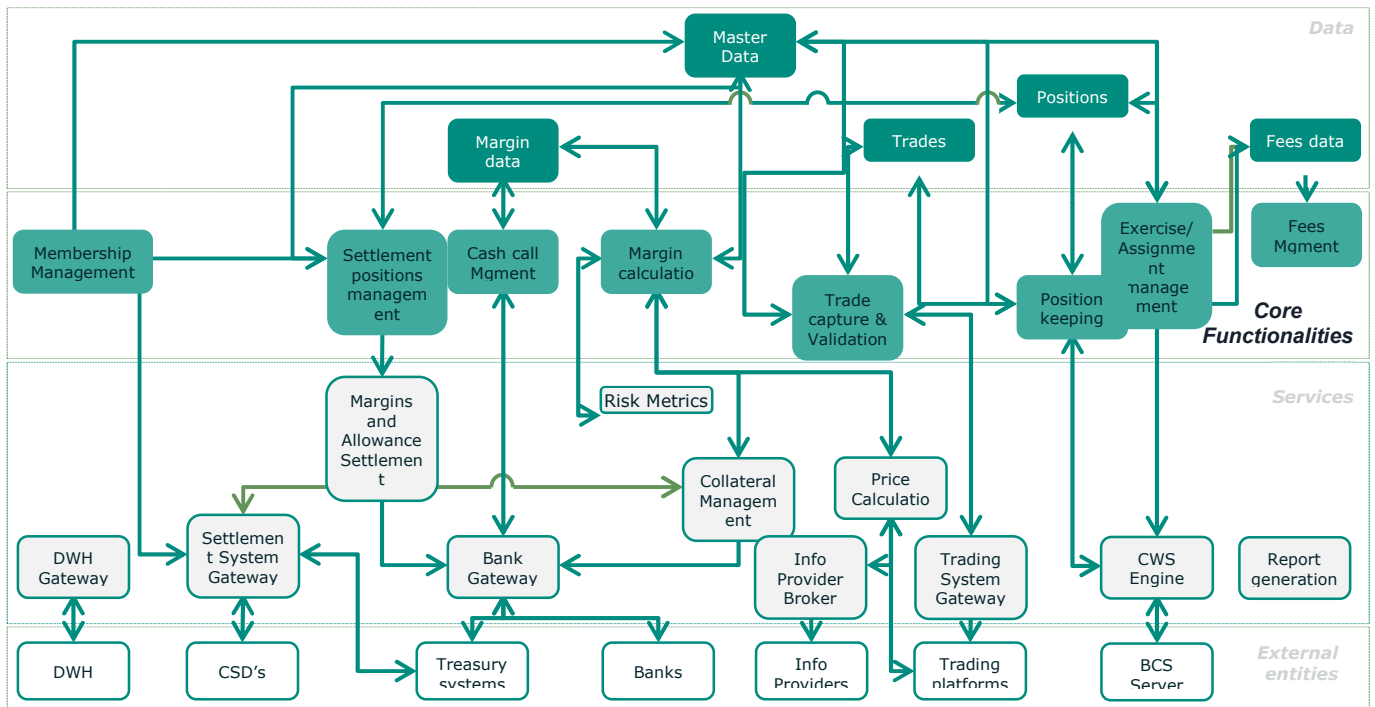 Master
Data
Data
Positions
Margin
data
Trades
Fees data
Membership
Management
Settlement
positions
managem
ent
Cash call
Mgment
Margin
calculatio
Trade
capture &
Validation
Position
keeping
Exercise/
Assignme
nt
manage
ment
Fees
Mgment
Core
Functionalities
Services
Margins
and
Allowance
Settlemen
t
Risk Metrics
Collateral
Managem
ent
Price
Calculatio
DWH
Gateway
Settlemen
t System
Gateway
Bank
Gateway
Info
Provider
Broker
Trading
System
Gateway
CWS
Engine
Report
generation
External
entities
DWH
CSD's
Treasury
systems
Banks
Info
Providers
Trading
platforms
BCS
Server